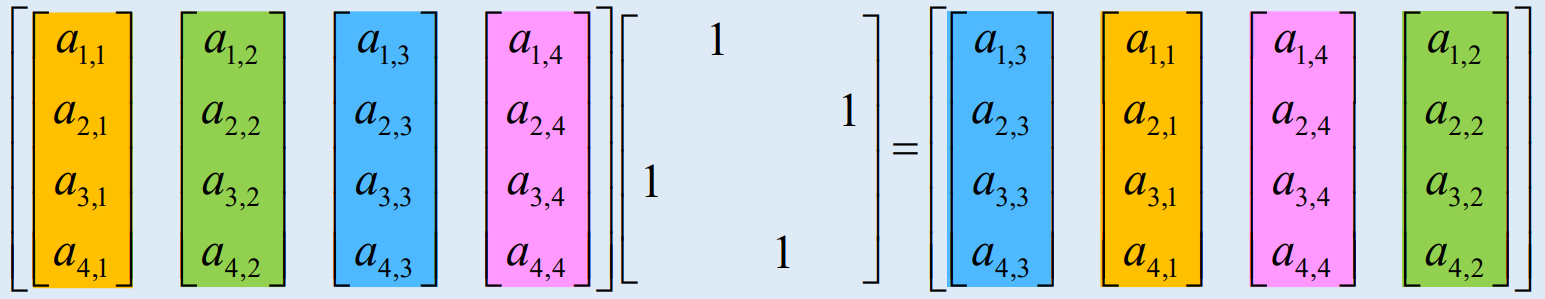 a1,1 a1,2 a1,3 a1,4 1 a1,3 a1,1 a1,4 a1,2
a2,1 a2,2 a2,3 a2,4 1 a2,3 a2,1 a2,4 a2,2
=
a3,1 a3,2 a3,3 a3,4 1 a3,3 a3,1 a3,4 a3,2
a4,1 a4,2 a4,3 a4,4 1 a4,3 a4,1 a4,4 a4,2